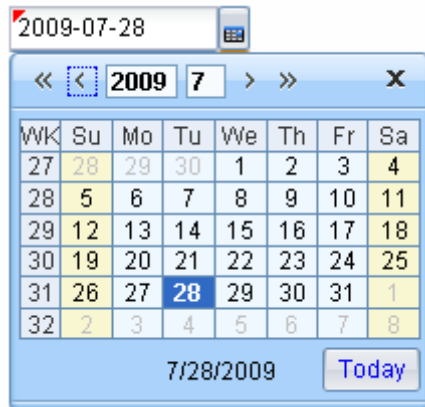 2009-07-28
« < 2009 7 > » x
WK Su Mo Tu We Th Fr Sa
27 28 29 30 1 2 3 4
28 5 6 7 8 9 10 11
29 12 13 14 15 16 17 18
30 19 20 21 22 23 24 25
31 26 27 28 29 30 31 1
32 2 3 4 5 6 7 8
7/28/2009 Today